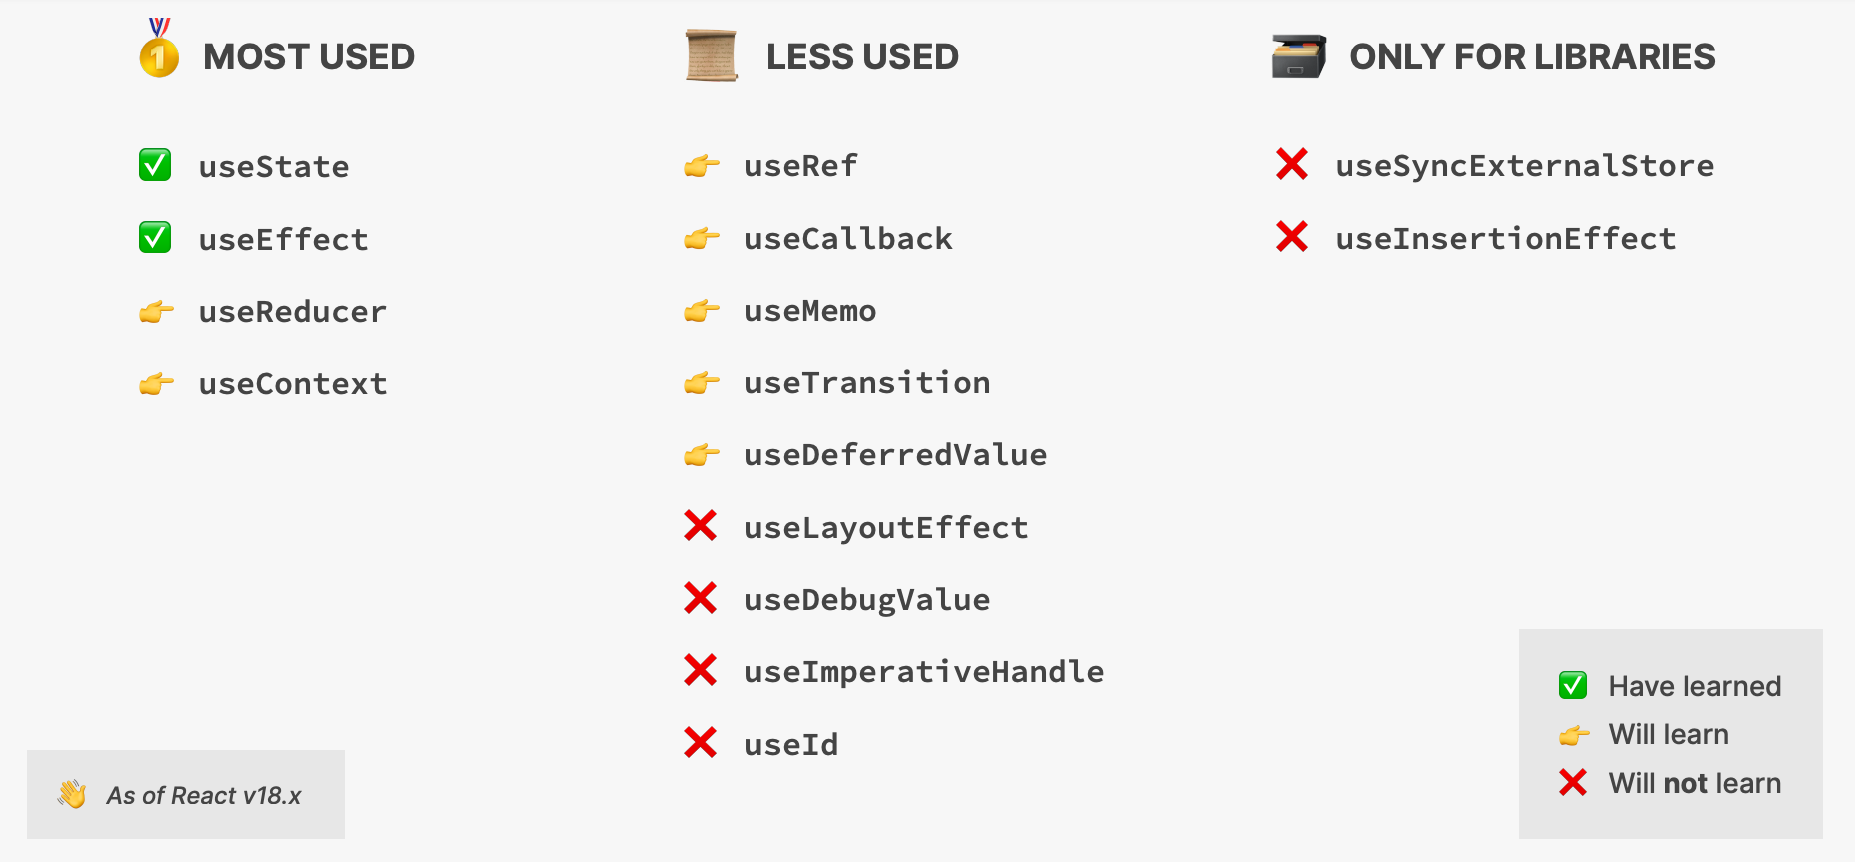 MOST USED
useState
useEffect
useReducer
useContext
LESS USED
useRef
useCallback
useMemo
useTransition
useDeferredValue
useLayoutEffect
useDebugValue
useImperativeHandle
useId
ONLY FOR LIBRARIES
useSyncExternalStore
useInsertionEffect
As of React v18.x
Have learned
Will learn
Will not learn